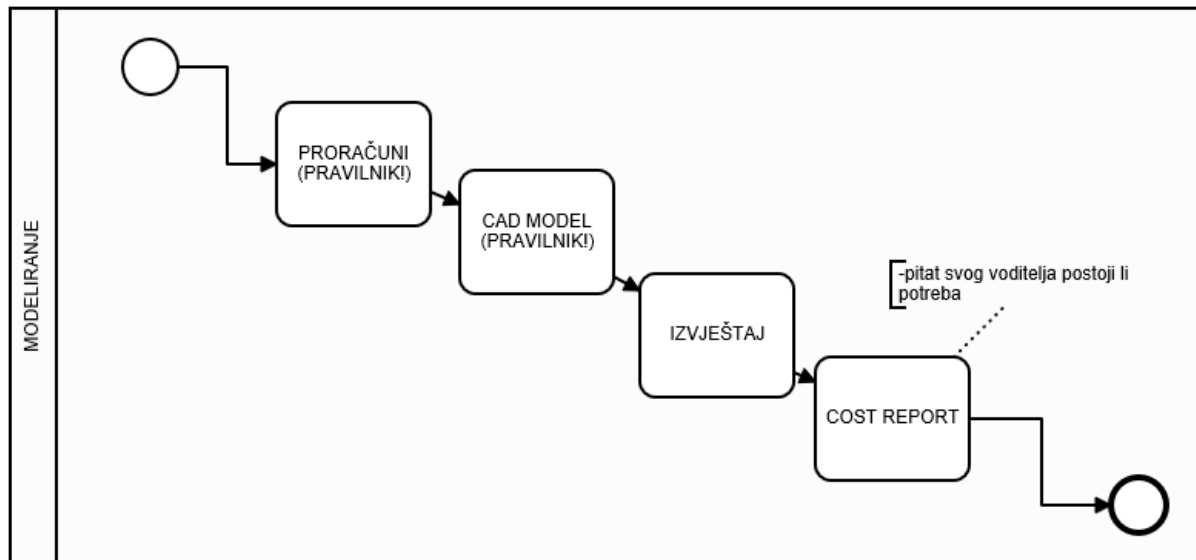 MODELIRANJE
PRORAČUNI
(PRAVILNIK!)
CAD MODEL
(PRAVILNIK!)
IZVJEŠTAJ
-pitat svog voditelja postoji li
potreba
COST REPORT